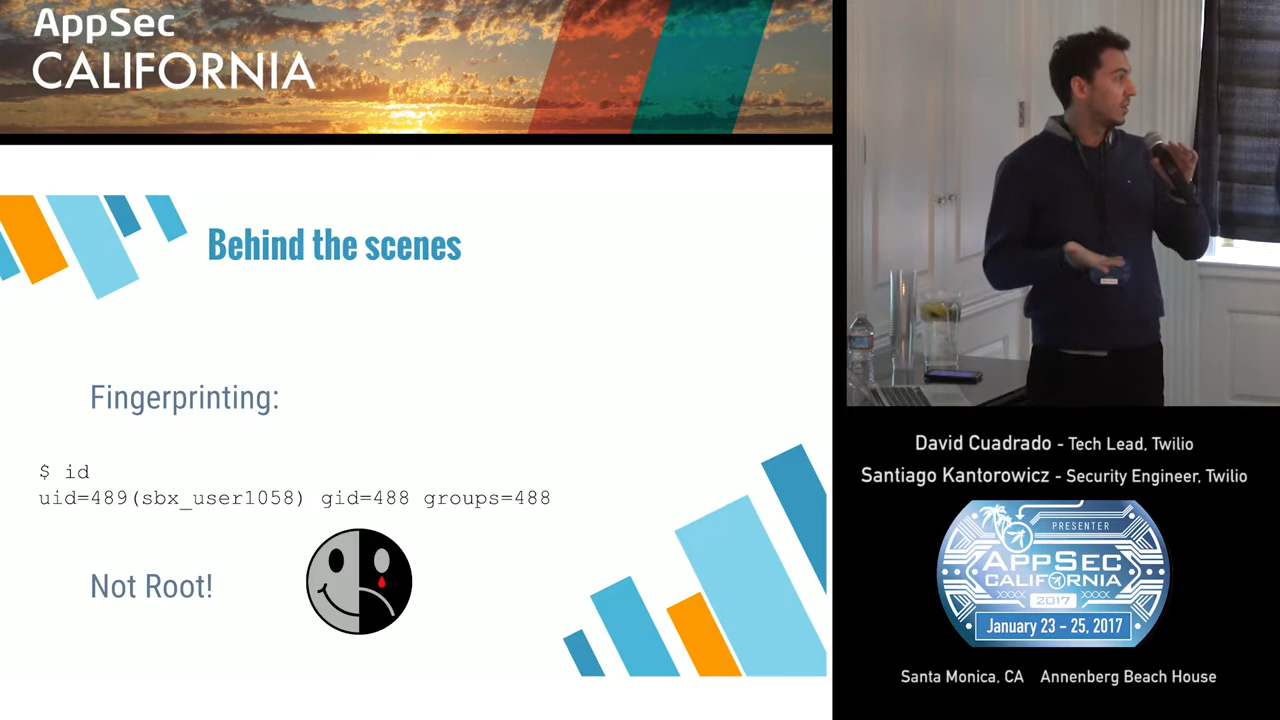 AppSec
CALIFORNIA
Behind the scenes
Fingerprinting:
$ id
uid=489(sbx_user1058) gid=488 groups=488
Not Root!
David Cuadrado - Tech Lead, Twilio
Santiago Kantorowicz - Security Engineer, Twilio
PRESENTER
APPSEC
CALIFORNIA
XXXX 2017 XXXX
January 23 – 25, 2017
Santa Monica, CA Annenberg Beach House